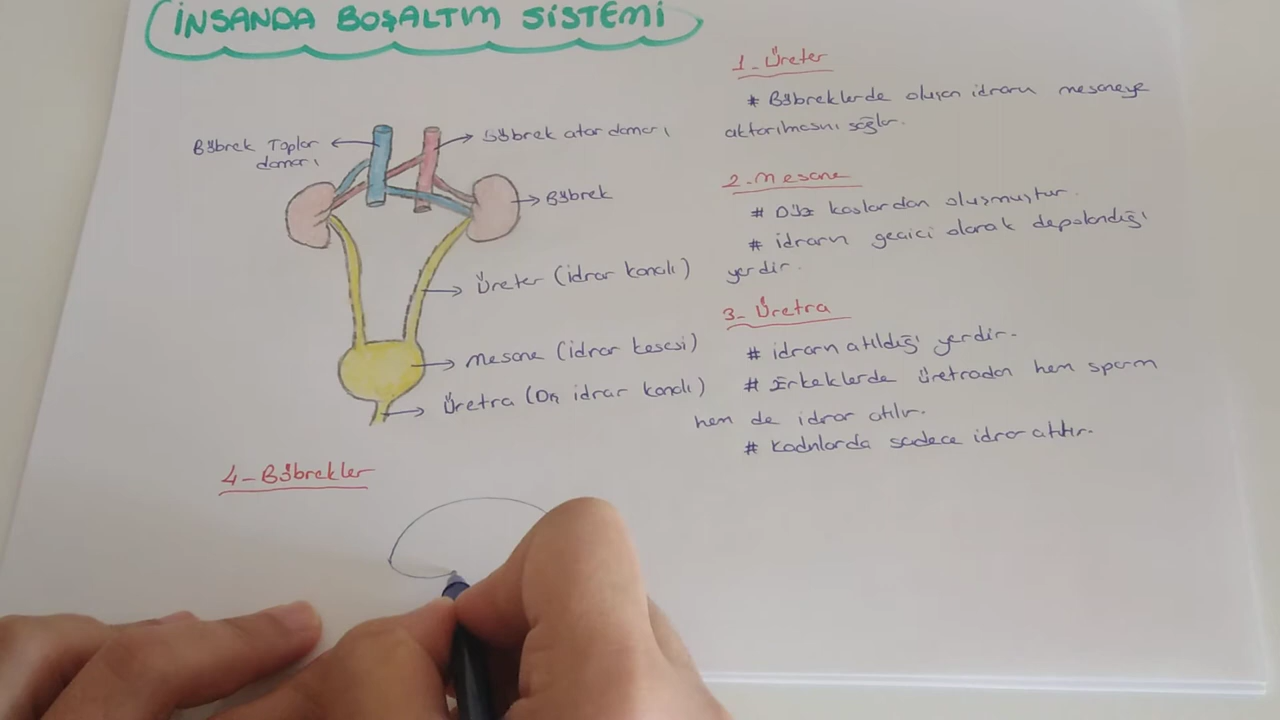 İNSANDA BOŞALTIM SİSTEMİ
Böbrek Toplar
damarı
Böbrek atar damarı
Böbrek
Üreter (idrar kanalı)
Mesane (idrar kesesi)
Üretra (Dış idrar kanalı)
1- Üreter
* Böbreklerde oluşan idrarın mesaneye
aktarılmasını sağlar.
2- Mesane
* Düz kaslardan oluşmuştur.
* İdrarın geçici olarak depolandığı
yerdir.
3- Üretra
* idrarın atıldığı yerdir.
* Erkeklerde üretradan hem sperm
hem de idrar atılır.
* Kadınlarda sadece idrar atılır.
4- Böbrekler